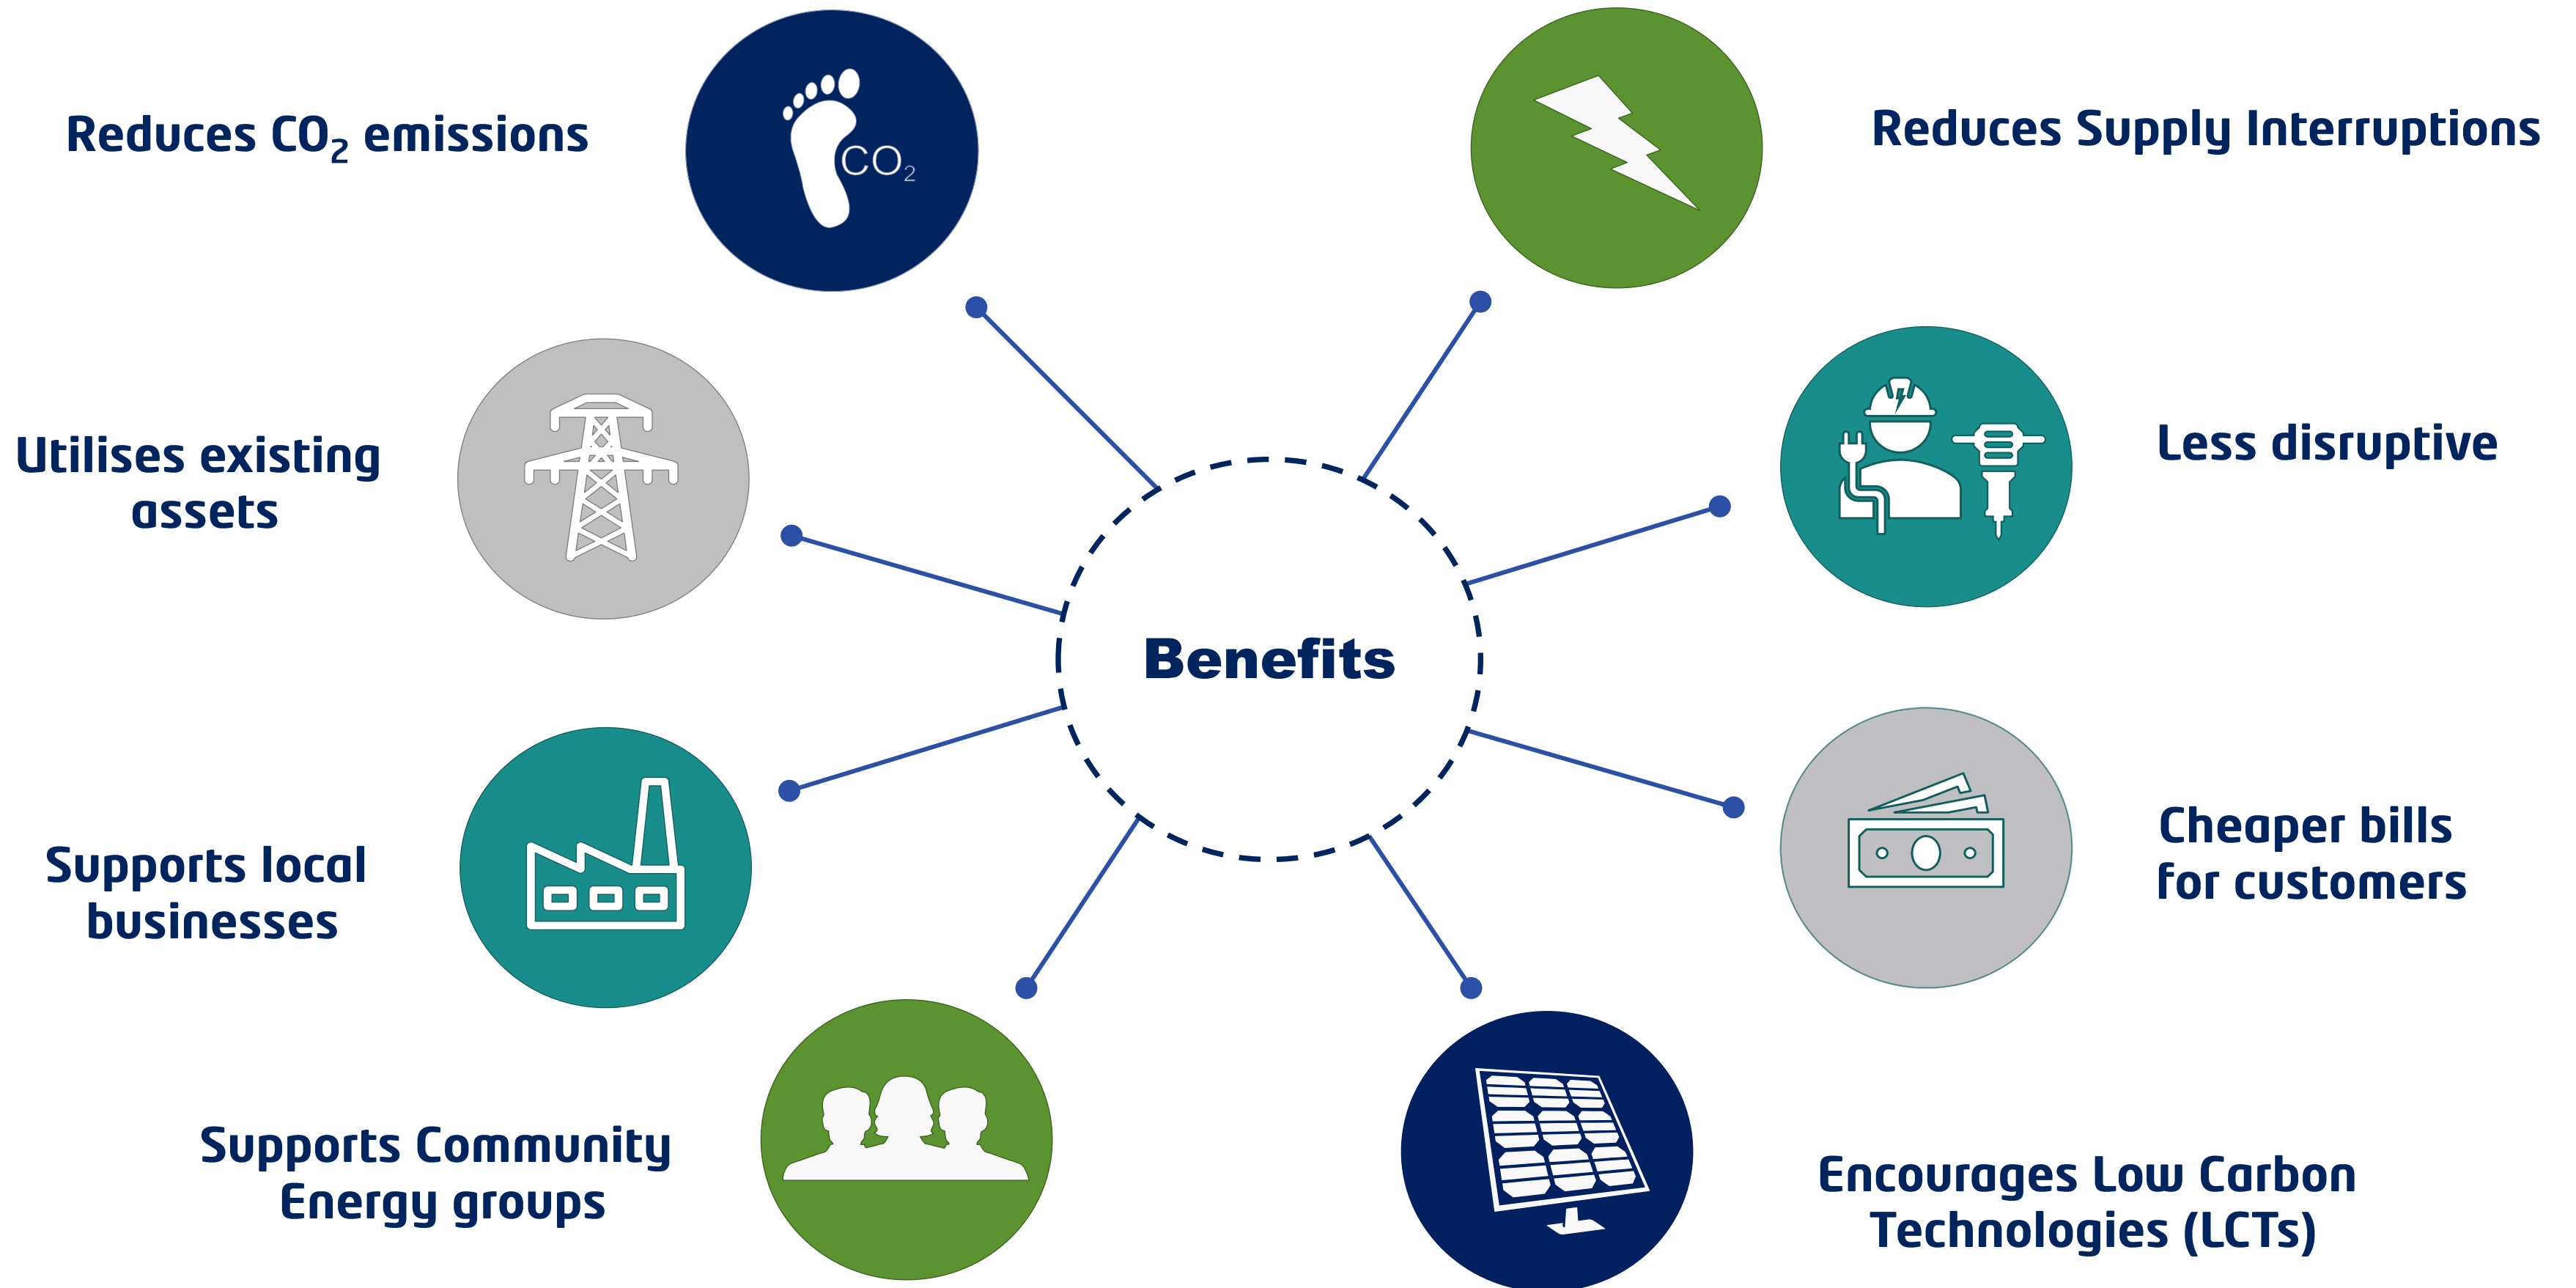 Reduces CO₂ emissions
CO₂
Reduces Supply Interruptions
Utilises existing
assets
Less disruptive
Benefits
Supports local
businesses
Cheaper bills
for customers
Supports Community
Energy groups
Encourages Low Carbon
Technologies (LCTs)